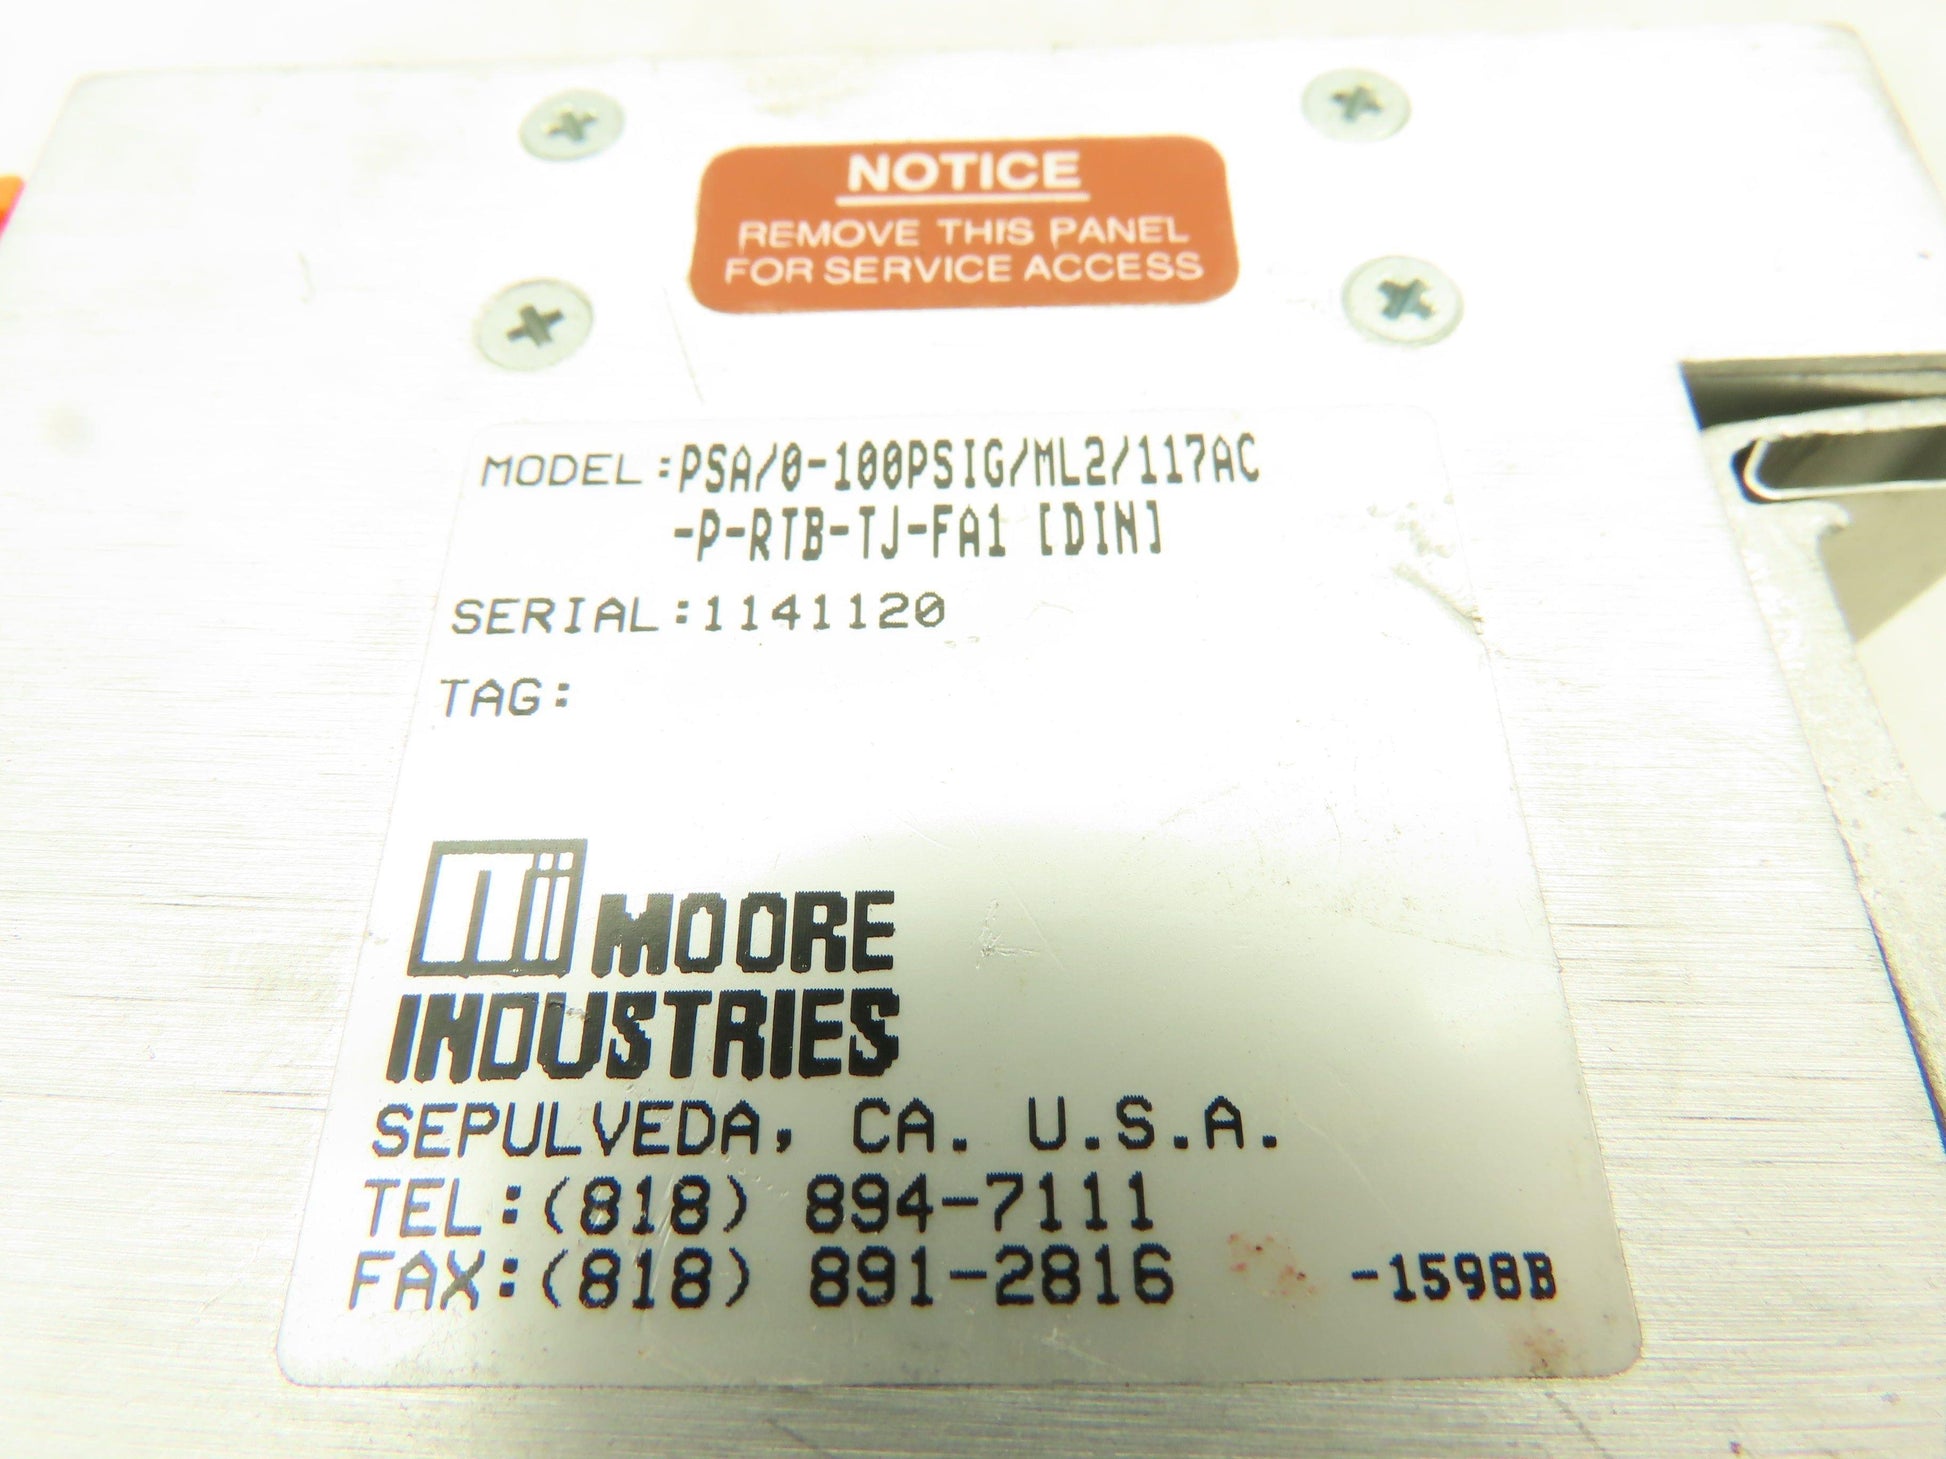 NOTICE
REMOVE THIS PANEL
FOR SERVICE ACCESS
MODEL:PSA/0-100PSIG/ML2/117AC
-P-RTB-TJ-FA1 [DIN]
SERIAL:1141120
TAG:
MOORE
INDUSTRIES
SEPULVEDA, CA. U.S.A.
TEL:(818) 894-7111
FAX:(818) 891-2816 -1598B